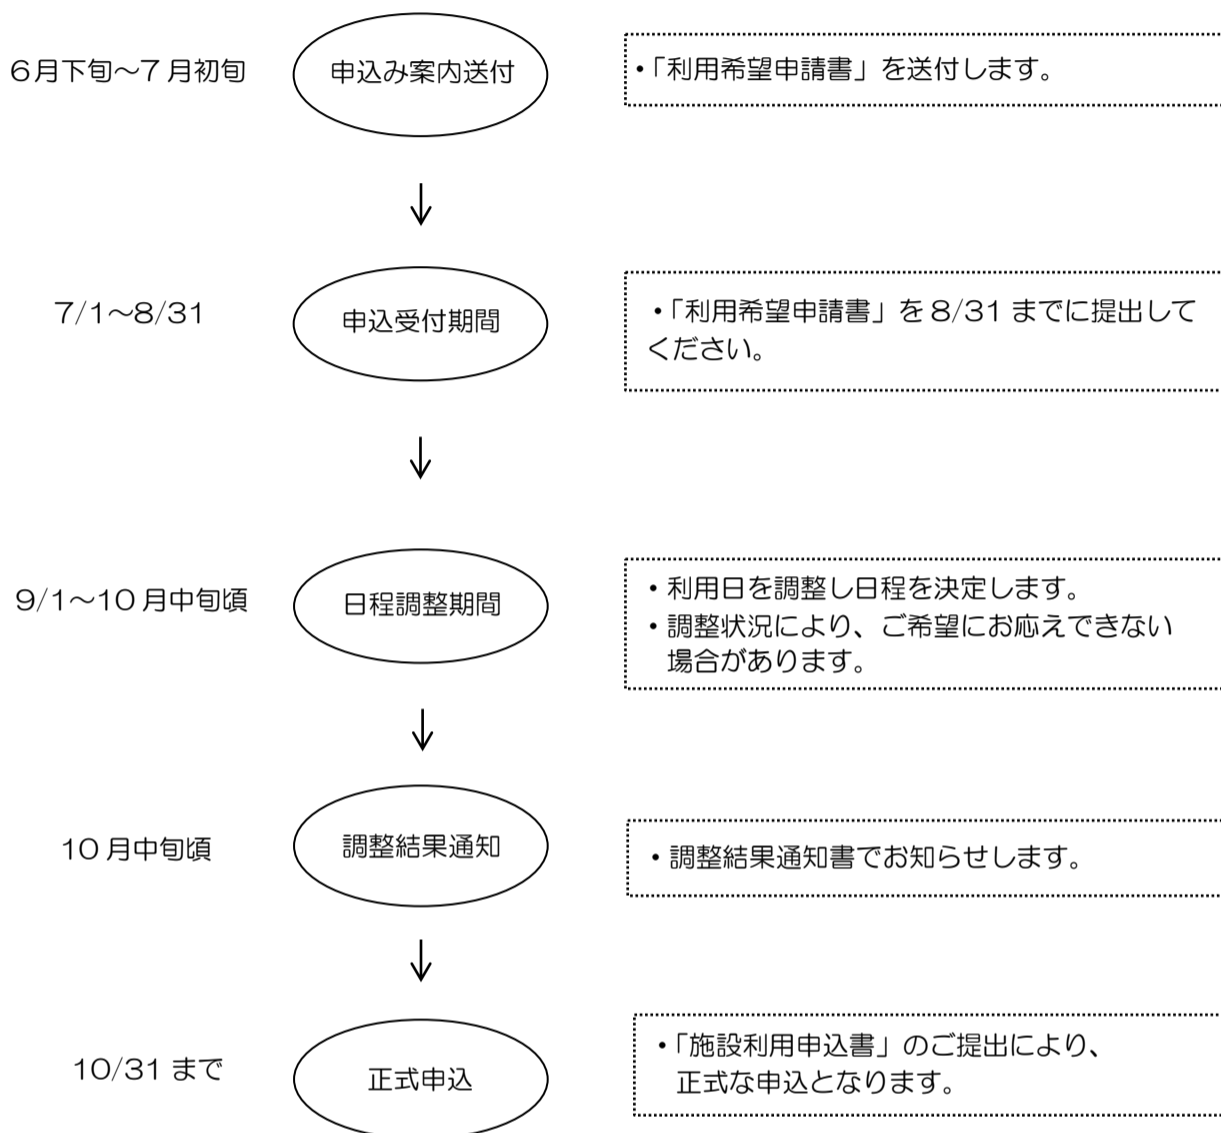 6月下旬～7月初旬
申込み案内送付
・「利用希望申請書」を送付します。
↓
7/1～8/31
申込受付期間
・「利用希望申請書」を8/31 までに提出して
ください。
↓
9/1～10月中旬頃
日程調整期間
・利用日を調整し日程を決定します。
・調整状況により、ご希望にお応えできない
場合があります。
↓
10月中旬頃
調整結果通知
・調整結果通知書でお知らせします。
↓
10/31 まで
正式申込
・「施設利用申込書」のご提出により、
正式な申込となります。